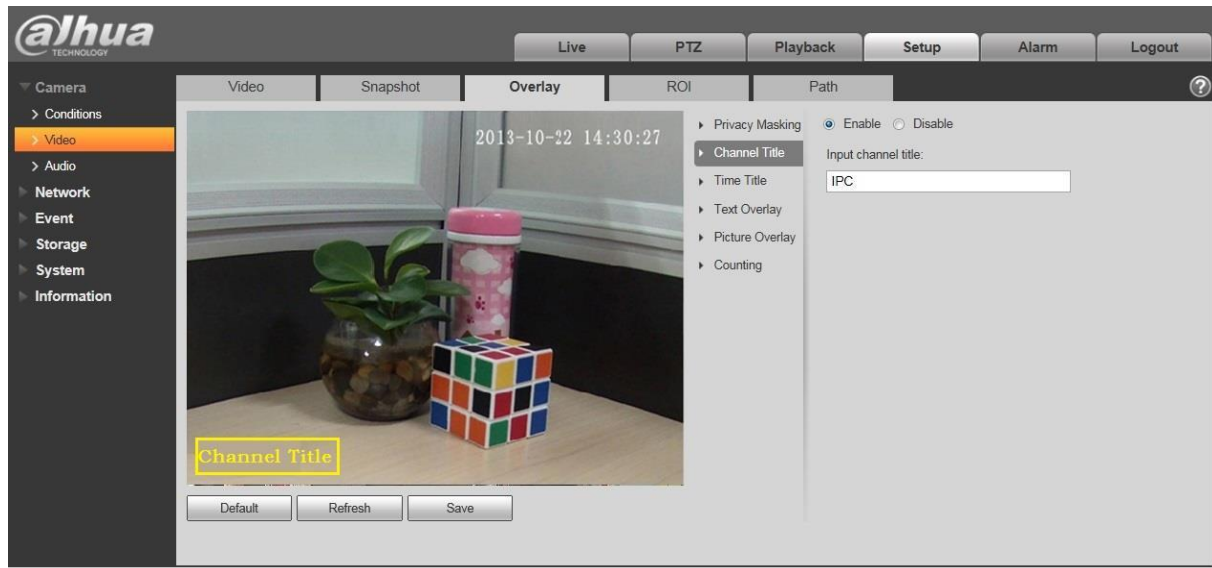 alhua
TECHNOLOGY
Live PTZ Playback Setup Alarm Logout
Camera
Conditions
Video
Audio
Network
Event
Storage
System
Information
Video Snapshot Overlay ROI Path
?
2013-10-22 14:30:27
Channel Title
Default Refresh Save
Privacy Masking
Channel Title
Time Title
Text Overlay
Picture Overlay
Counting
Enable Disable
Input channel title:
IPC